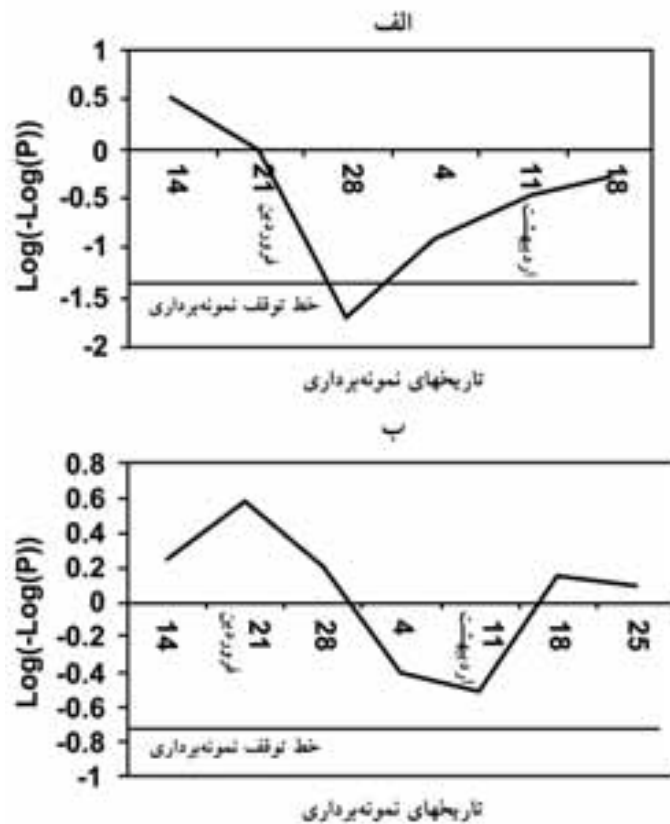 الف
Log(-Log(P))
1
0.5
0
-0.5
-1
-1.5
-2
14 21 28 4 11 18
فروردین اردیبهشت
خط توقف نمونه‌برداری
تاریخهای نمونه‌برداری
ب
Log(-Log(P))
0.8
0.6
0.4
0.2
0
-0.2
-0.4
-0.6
-0.8
-1
14 21 28 4 11 18 25
فروردین اردیبهشت
خط توقف نمونه‌برداری
تاریخهای نمونه‌برداری